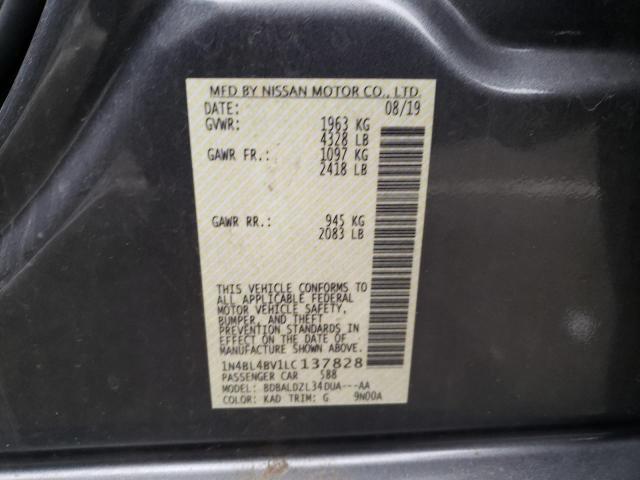 MFD BY NISSAN MOTOR CO., LTD.
DATE: 08/19
GVWR: 1963 KG
4328 LB
GAWR FR.: 1097 KG
2418 LB
GAWR RR.: 945 KG
2083 LB
THIS VEHICLE CONFORMS TO
ALL APPLICABLE FEDERAL
MOTOR VEHICLE SAFETY,
BUMPER, AND THEFT
PREVENTION STANDARDS IN
EFFECT ON THE DATE OF
MANUFACTURE SHOWN ABOVE.
1N4BL4BV1LC137828
PASSENGER CAR 588
MODEL: BDBALDZL34DUA---AA
COLOR: KAD TRIM: G 9N00A